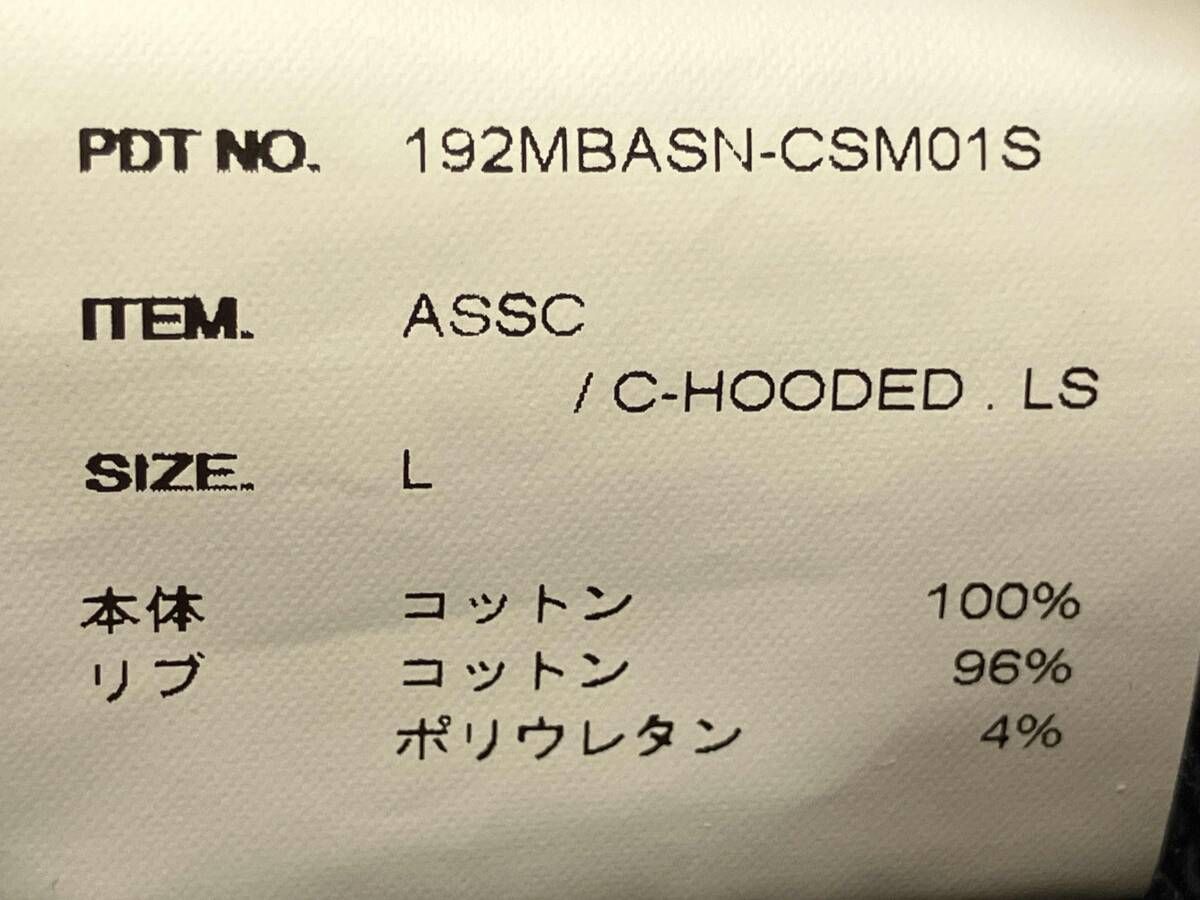 PDT NO. 192MBASN-CSM01S
ITEM. ASSC
/ C-HOODED . LS
SIZE. L
本体 コットン 100%
リブ コットン 96%
ポリウレタン 4%